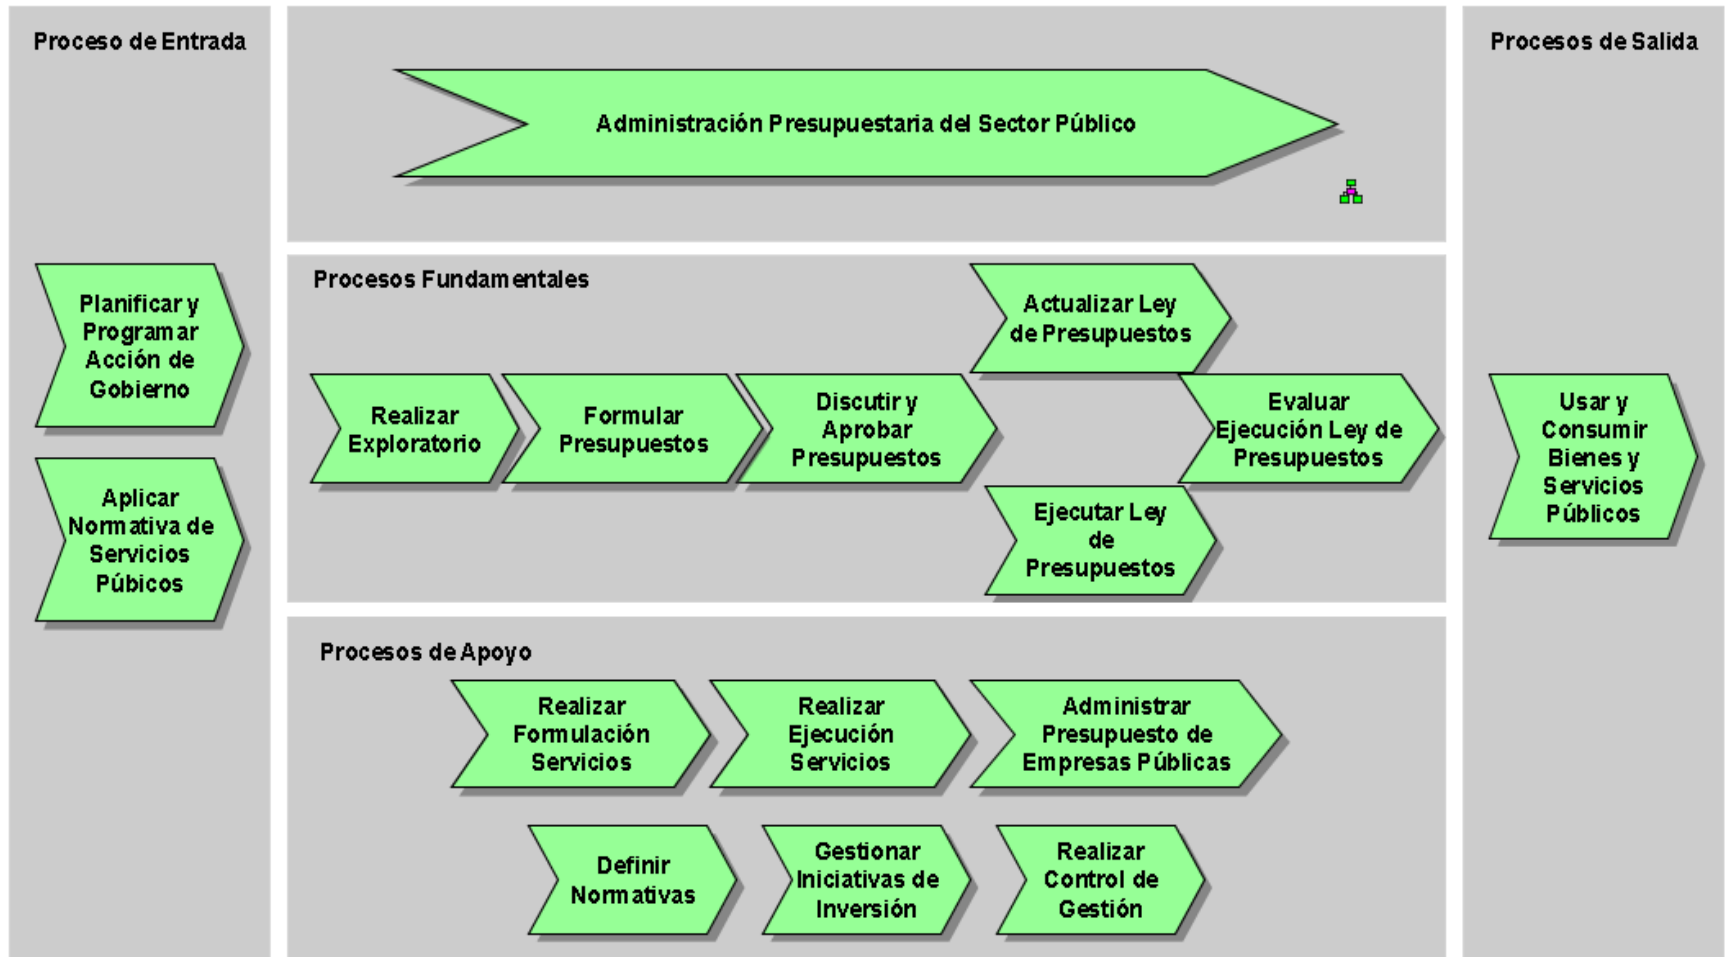 Proceso de Entrada
Planificar y
Programar
Acción de
Gobierno
Aplicar
Normativa de
Servicios
Púbicos
Administración Presupuestaria del Sector Público
Procesos Fundamentales
Realizar
Exploratorio
Formular
Presupuestos
Discutir y
Aprobar
Presupuestos
Actualizar Ley
de Presupuestos
Ejecutar Ley
de
Presupuestos
Evaluar
Ejecución Ley de
Presupuestos
Procesos de Apoyo
Realizar
Formulación
Servicios
Realizar
Ejecución
Servicios
Administrar
Presupuesto de
Empresas Públicas
Definir
Normativas
Gestionar
Iniciativas de
Inversión
Realizar
Control de
Gestión
Procesos de Salida
Usar y
Consumir
Bienes y
Servicios
Públicos